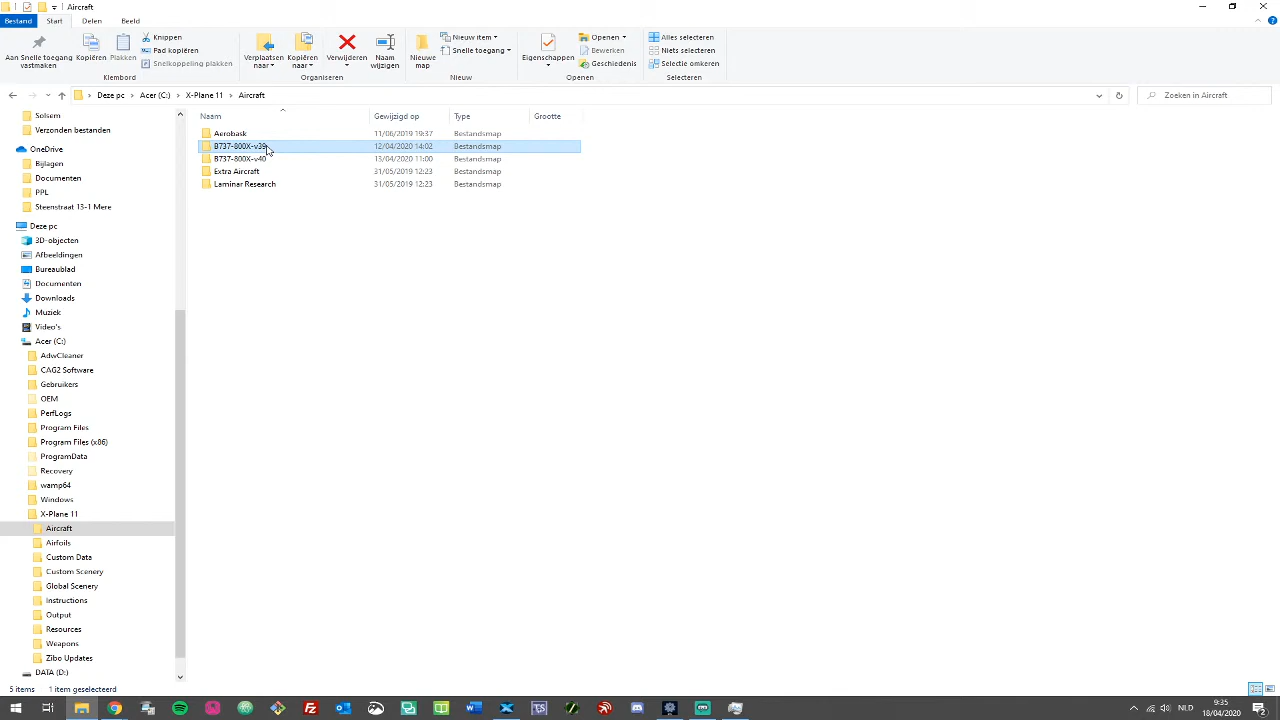 Aircraft
Bestand Start Delen Beeld
Aan Snelle toegang vastmaken
Kopiëren
Plakken
Knippen
Pad kopiëren
Snelkoppeling plakken
Klembord
Verplaatsen naar
Kopiëren naar
Verwijderen
Naam wijzigen
Organiseren
Nieuwe map
Nieuw item
Snelle toegang
Nieuw
Eigenschappen
Openen
Bewerken
Geschiedenis
Openen
Alles selecteren
Niets selecteren
Selectie omkeren
Selecteren
Deze pc > Acer (C:) > X-Plane 11 > Aircraft
Zoeken in Aircraft
Naam Gewijzigd op Type Grootte
Aerobask 11/06/2019 19:37 Bestandsmap
B737-800X-v39 12/04/2020 14:02 Bestandsmap
B737-800X-v40 13/04/2020 11:00 Bestandsmap
Extra Aircraft 31/05/2019 12:23 Bestandsmap
Laminar Research 31/05/2019 12:23 Bestandsmap
Solsem
Verzonden bestanden
OneDrive
Bijlagen
Documenten
PPL
Steenstraat 13-1 Mere
Deze pc
3D-objecten
Afbeeldingen
Bureaublad
Documenten
Downloads
Muziek
Video's
Acer (C:)
AdwCleaner
CAG2 Software
Gebruikers
OEM
PerfLogs
Program Files
Program Files (x86)
ProgramData
Recovery
wamp64
Windows
X-Plane 11
Aircraft
Airfoils
Custom Data
Custom Scenery
Global Scenery
Instructions
Output
Resources
Weapons
Zibo Updates
DATA (D:)
5 items 1 item geselecteerd
NLD
9:35
18/04/2020